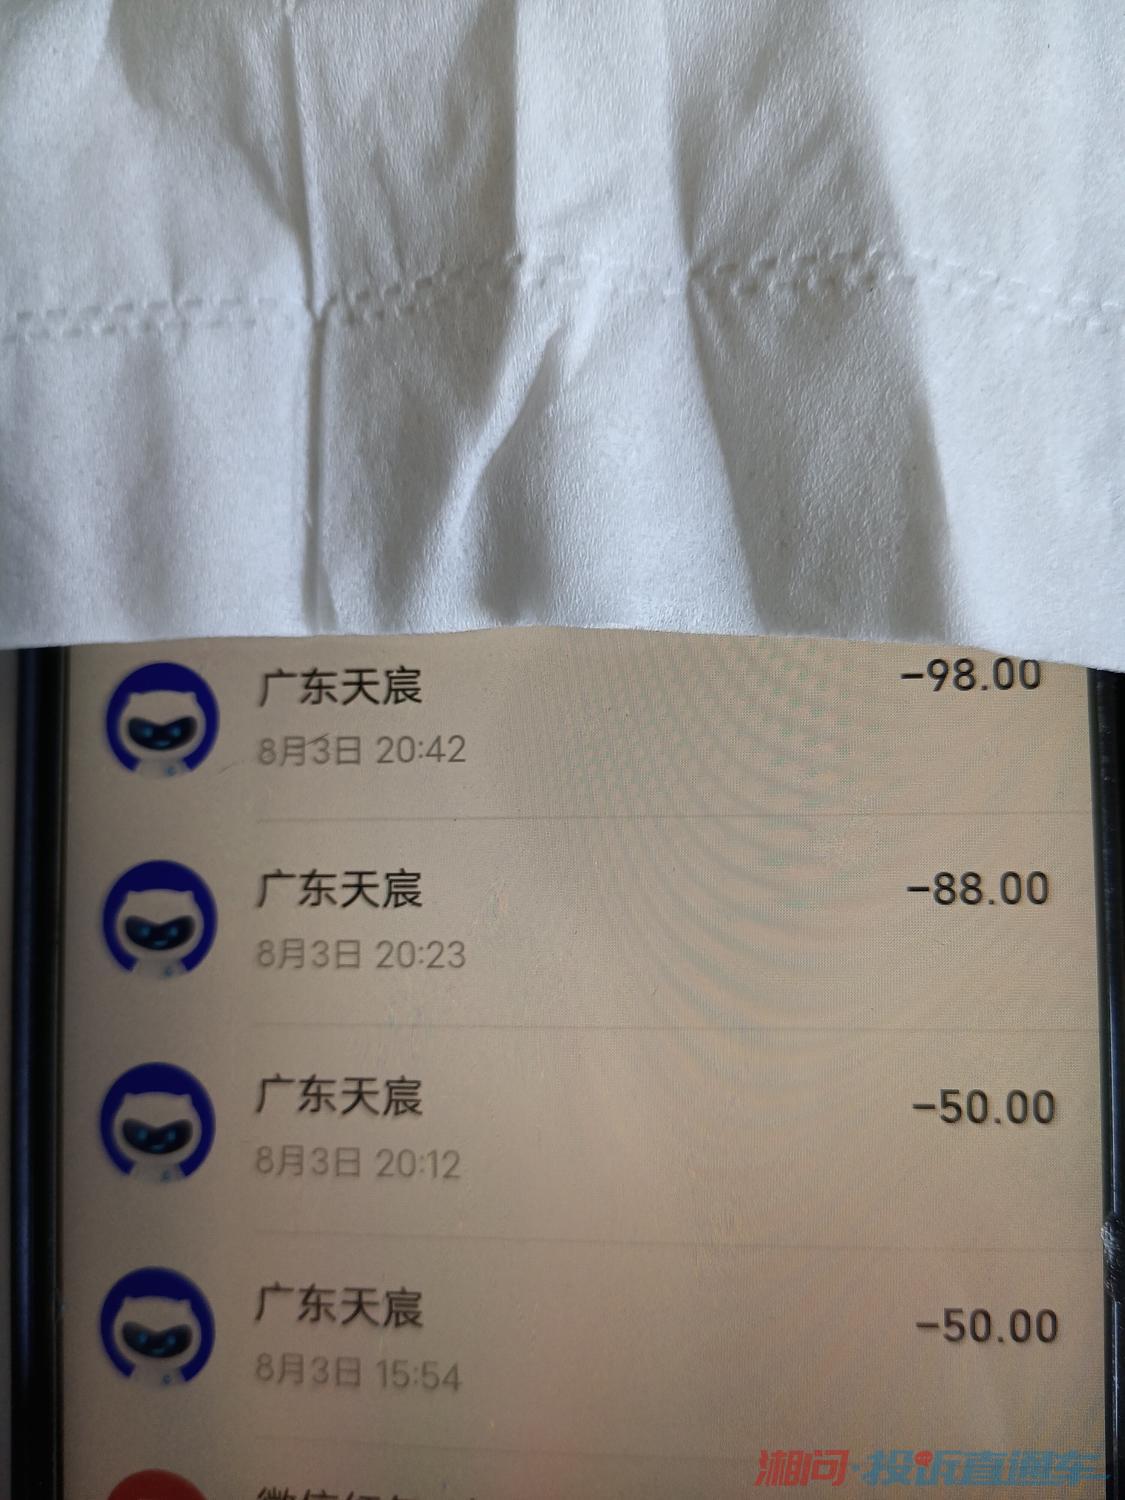 广东天宸
-98.00
8月3日 20:42
广东天宸
-88.00
8月3日 20:23
广东天宸
-50.00
8月3日 20:12
广东天宸
-50.00
8月3日 15:54
湘问·投诉直通车